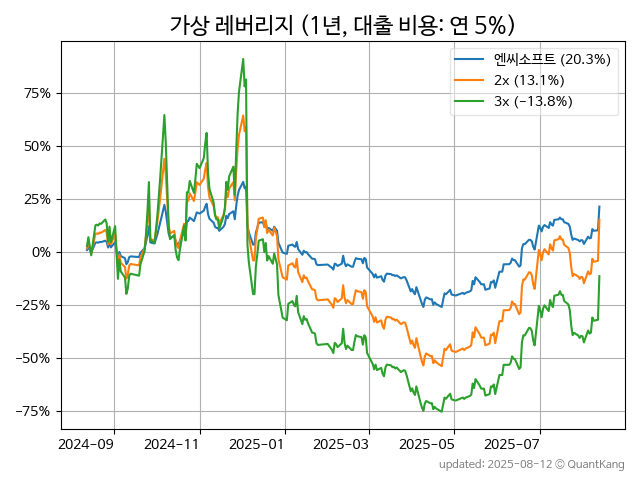 가상 레버리지 (1년, 대출 비용: 연 5%)
엔씨소프트 (20.3%)
2x (13.1%)
3x (−13.8%)
75%
50%
25%
0%
−25%
−50%
−75%
2024−09
2024−11
2025−01
2025−03
2025−05
2025−07
updated: 2025-08-12 © QuantKang